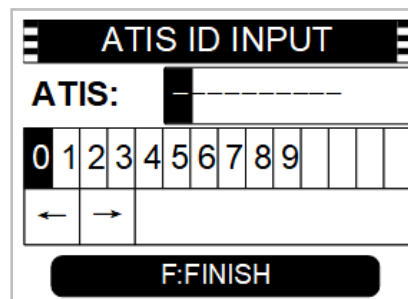 ATIS ID INPUT
ATIS: ----------
0 1 2 3 4 5 6 7 8 9
← →
F:FINISH